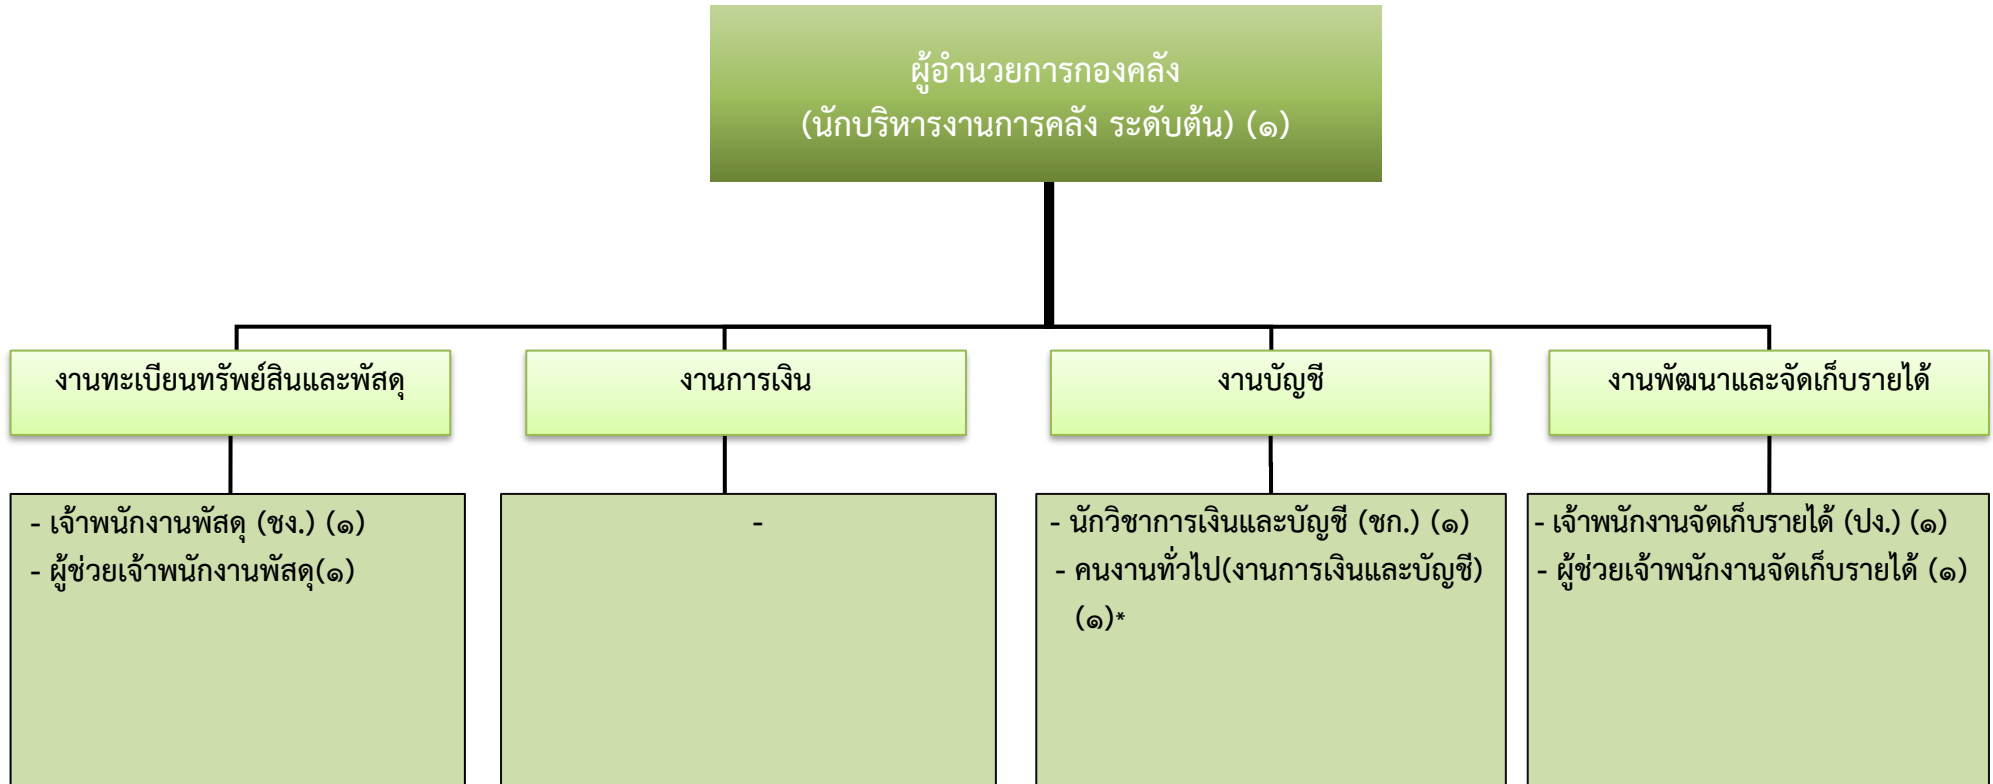 ผู้อำนวยการกองคลัง
(นักบริหารงานการคลัง ระดับต้น) (๑)
งานทะเบียนทรัพย์สินและพัสดุ
งานการเงิน
งานบัญชี
งานพัฒนาและจัดเก็บรายได้
- เจ้าพนักงานพัสดุ (ชง.) (๑)
- ผู้ช่วยเจ้าพนักงานพัสดุ(๑)
-
- นักวิชาการเงินและบัญชี (ชก.) (๑)
- คนงานทั่วไป(งานการเงินและบัญชี)
(๑)*
- เจ้าพนักงานจัดเก็บรายได้ (ปง.) (๑)
- ผู้ช่วยเจ้าพนักงานจัดเก็บรายได้ (๑)